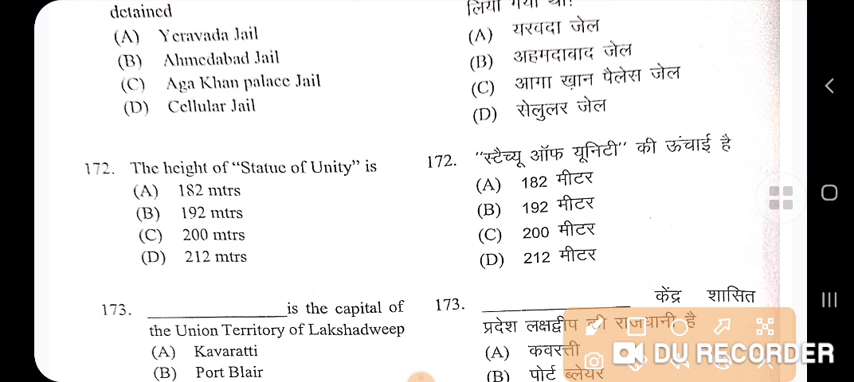 detained
(A) Yeravada Jail
(B) Ahmedabad Jail
(C) Aga Khan palace Jail
(D) Cellular Jail
172. The height of “Statue of Unity” is
(A) 182 mtrs
(B) 192 mtrs
(C) 200 mtrs
(D) 212 mtrs
173. ____________ is the capital of
the Union Territory of Lakshadweep
(A) Kavaratti
(B) Port Blair
लिया गया था?
(A) यरवदा जेल
(B) अहमदाबाद जेल
(C) आगा ख़ान पैलेस जेल
(D) सेलुलर जेल
172. ‘‘स्टैच्यू ऑफ यूनिटी’’ की ऊंचाई है
(A) 182 मीटर
(B) 192 मीटर
(C) 200 मीटर
(D) 212 मीटर
173. ____________ केंद्र शासित
प्रदेश लक्षद्वीप की राजधानी है
(A) कवरत्ती
(B) पोर्ट ब्लेयर
DU RECORDER